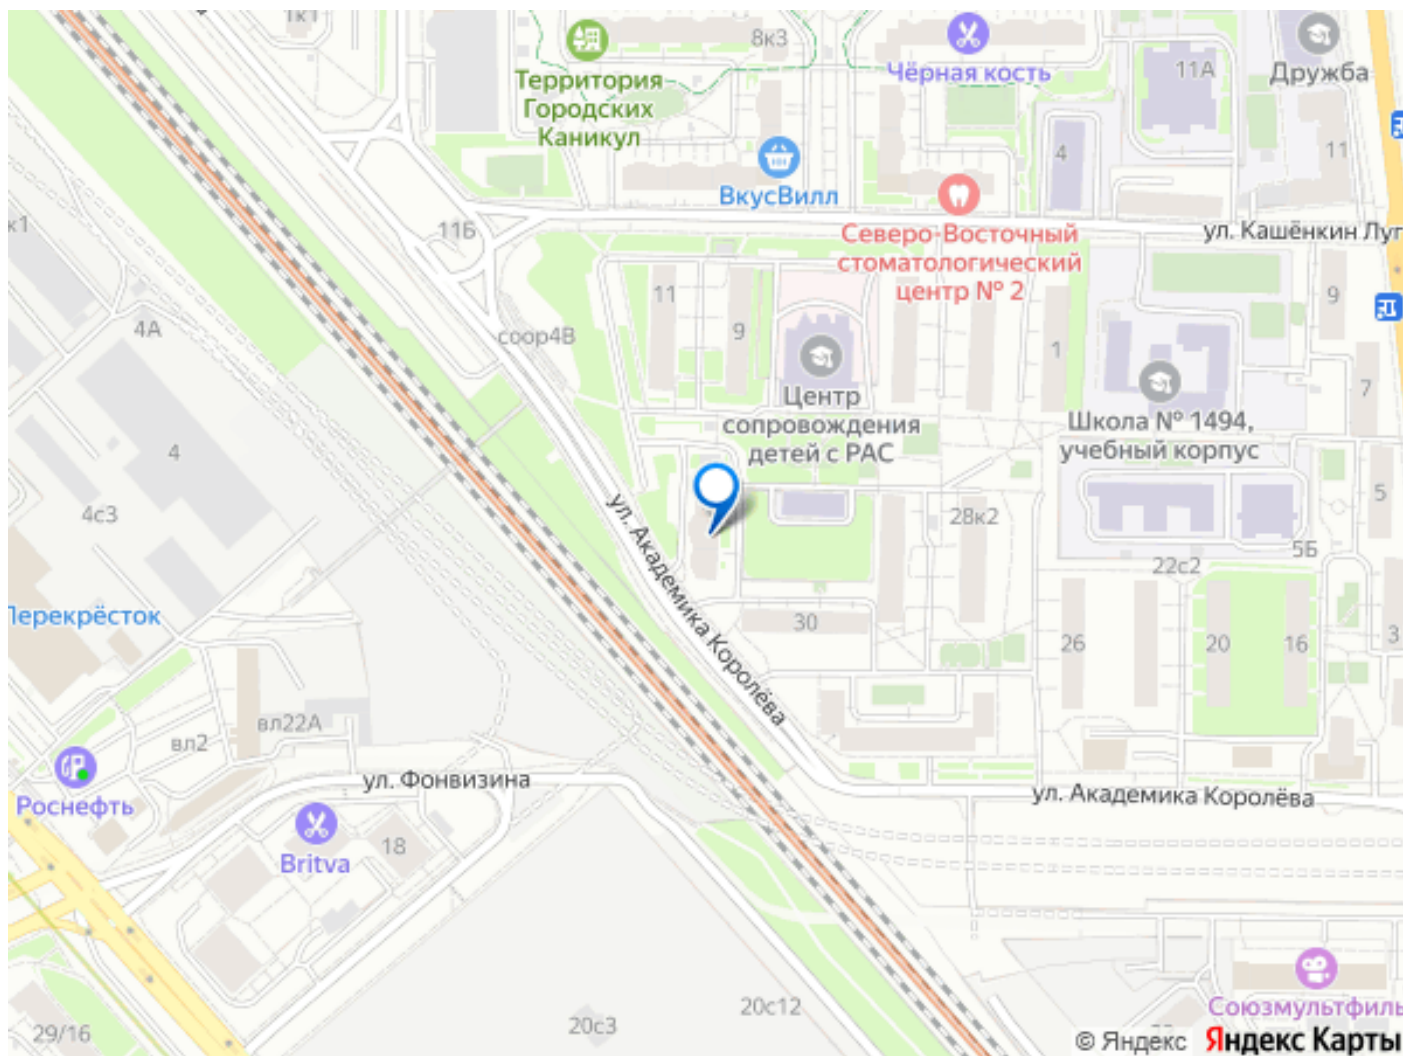 1к1
8к3
Территория
Городских
Каникул
Чёрная кость
11А
Дружба
11
4
ВкусВилл
Северо-Восточный
стоматологический
центр № 2
ул. Кашёнкин Луг
к1
11Б
11
9
9
4А
соор4В
1
7
Центр
сопровождения
детей с РАС
Школа № 1494,
учебный корпус
4
4с3
ул. Академика Королёва
28к2
5
5Б
22с2
Перекрёсток
30
26
20
16
3
вл22А
вл2
ул. Фонвизина
Роснефть
ул. Академика Королёва
18
Britva
20с12
20с3
29/16
Союзмультфиль
© Яндекс Яндекс Карты